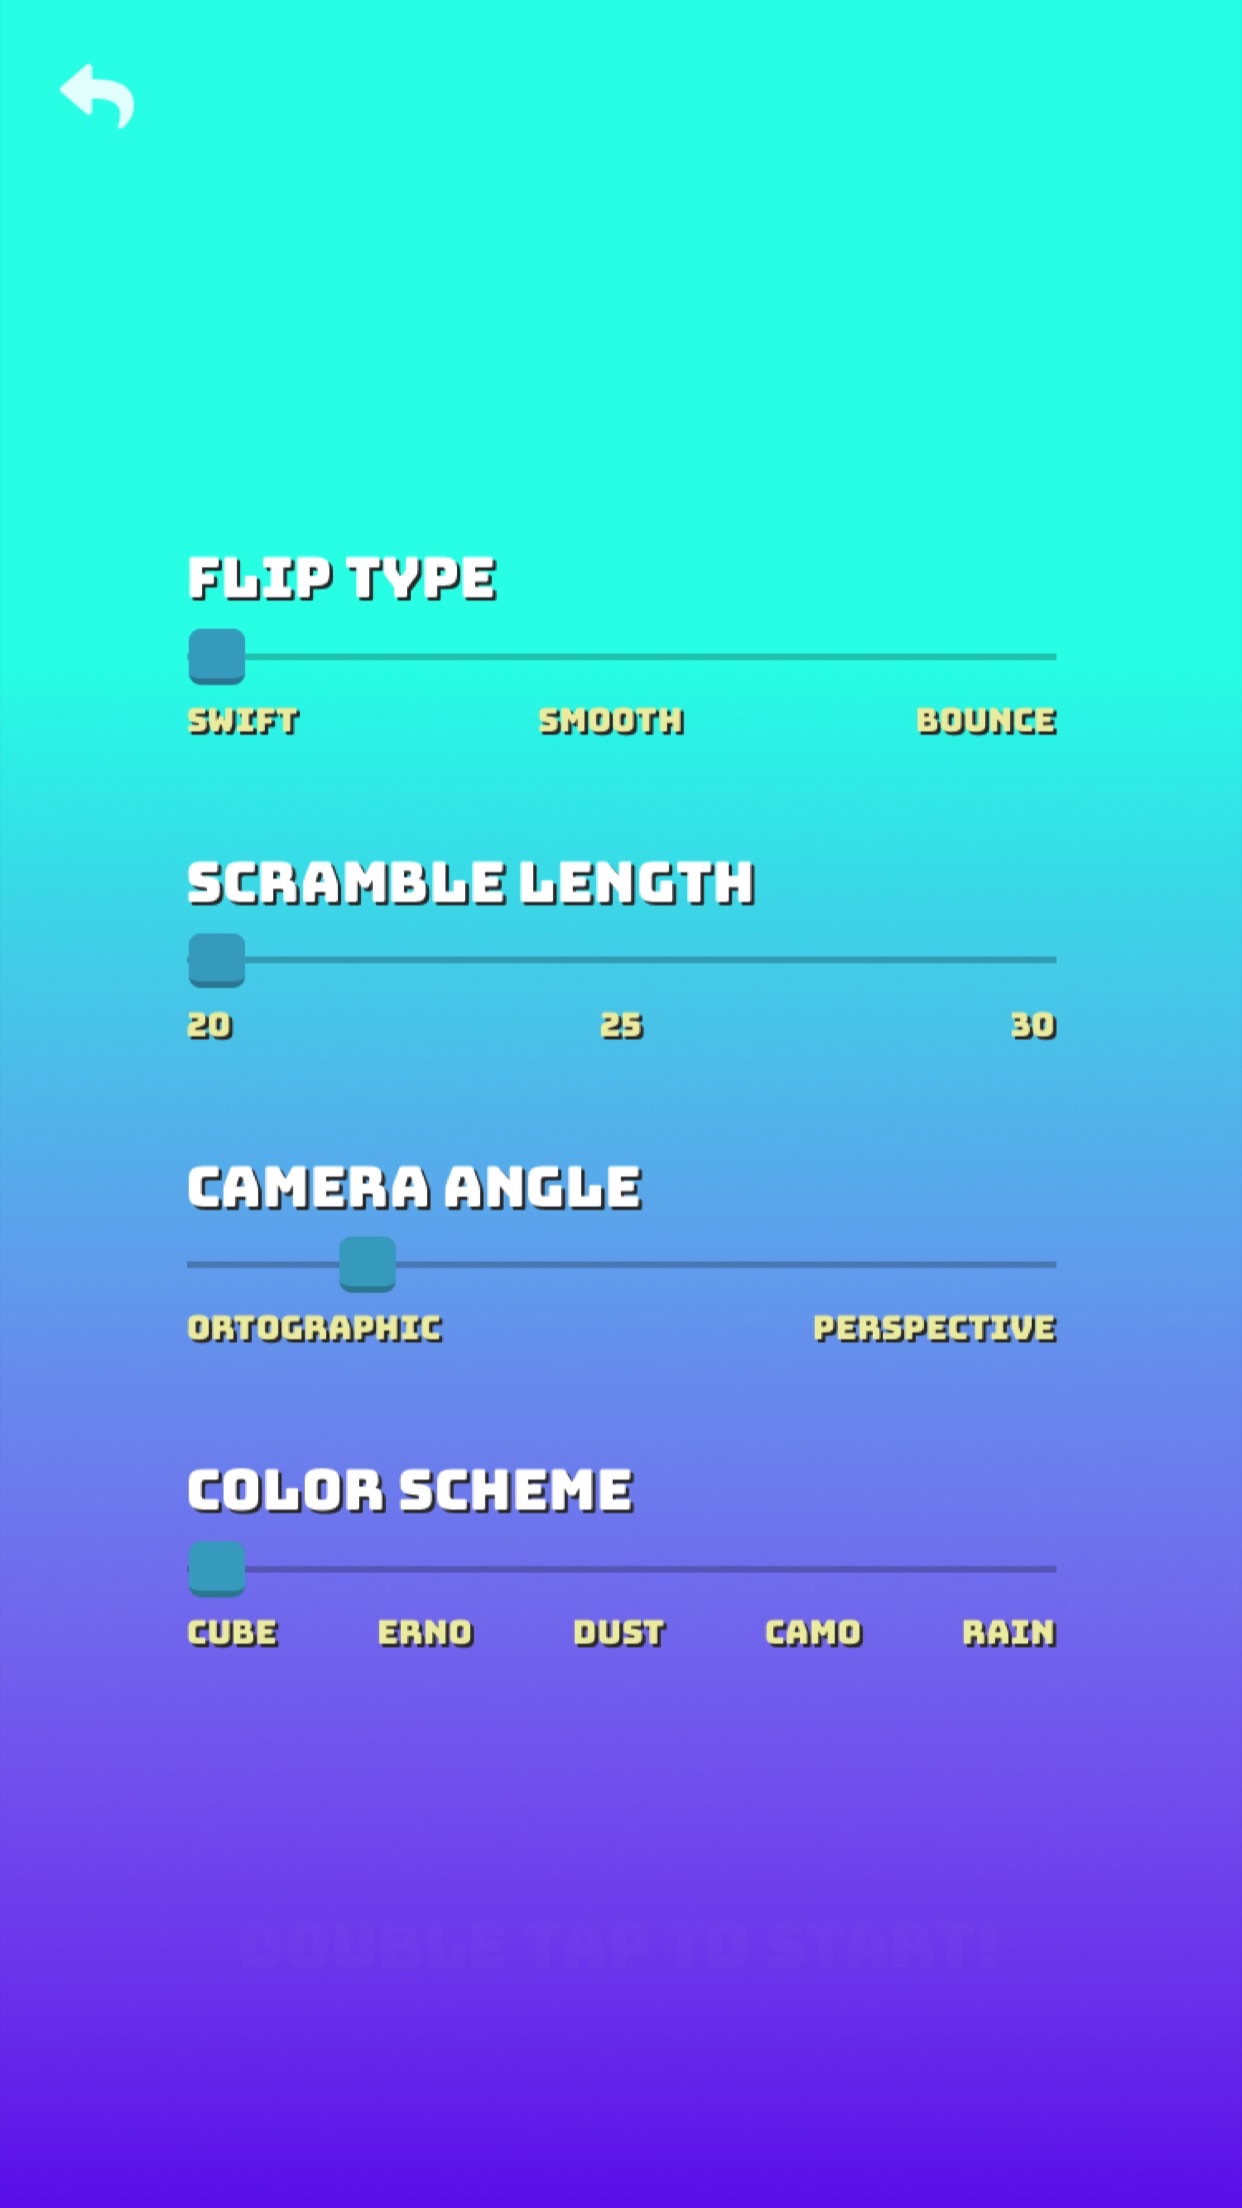 FLIP TYPE
SWIFT SMOOTH BOUNCE
SCRAMBLE LENGTH
20 25 30
CAMERA ANGLE
ORTOGRAPHIC PERSPECTIVE
COLOR SCHEME
CUBE ERNO DUST CAMO RAIN
DOUBLE TAP TO START!